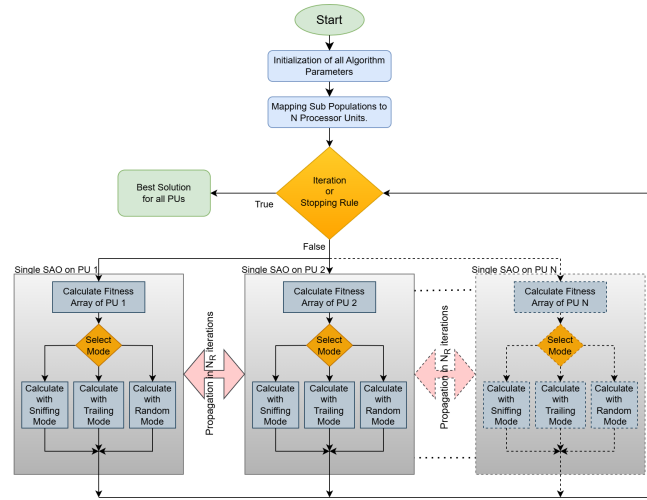 Start
Initialization of all Algorithm
Parameters
Mapping Sub Populations to
N Processor Units.
Iteration
or
Stopping Rule
True
Best Solution
for all PUs
False
Single SAO on PU 1
Calculate Fitness
Array of PU 1
Select
Mode
Calculate
with
Sniffing
Mode
Calculate
with
Trailing
Mode
Calculate
with
Random
Mode
Propagation in N_R iterations
Single SAO on PU 2
Calculate Fitness
Array of PU 2
Select
Mode
Calculate
with
Sniffing
Mode
Calculate
with
Trailing
Mode
Calculate
with
Random
Mode
Propagation in N_R iterations
Single SAO on PU N
Calculate Fitness
Array of PU N
Select
Mode
Calculate
with
Sniffing
Mode
Calculate
with
Trailing
Mode
Calculate
with
Random
Mode